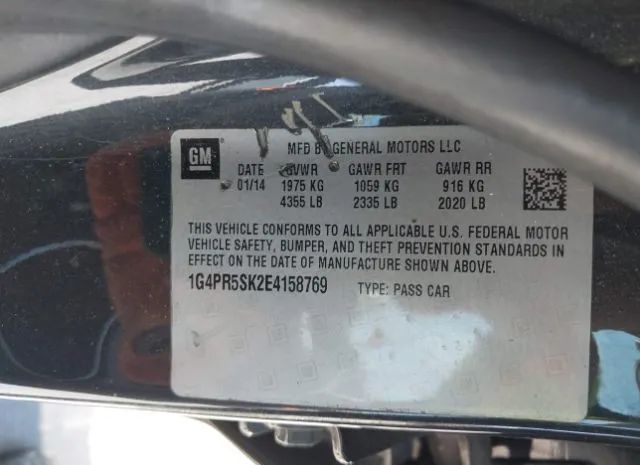 GM
MFD BY GENERAL MOTORS LLC
DATE GVWR GAWR FRT GAWR RR
01/14 1975 KG 1059 KG 916 KG
4355 LB 2335 LB 2020 LB
THIS VEHICLE CONFORMS TO ALL APPLICABLE U.S. FEDERAL MOTOR
VEHICLE SAFETY, BUMPER, AND THEFT PREVENTION STANDARDS IN
EFFECT ON THE DATE OF MANUFACTURE SHOWN ABOVE.
1G4PR5SK2E4158769 TYPE: PASS CAR